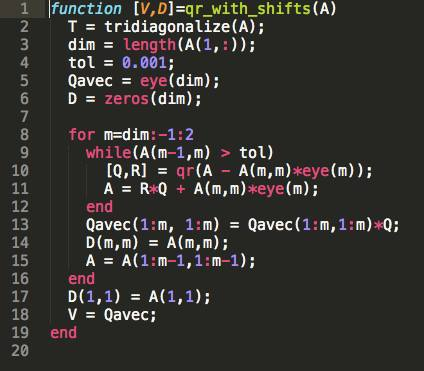 1 function [V,D]=qr_with_shifts(A)
2 T = tridiagonalize(A);
3 dim = length(A(1,:));
4 tol = 0.001;
5 Qavec = eye(dim);
6 D = zeros(dim);
7
8 for m=dim:-1:2
9 while(A(m-1,m) > tol)
10 [Q,R] = qr(A - A(m,m)*eye(m));
11 A = R*Q + A(m,m)*eye(m);
12 end
13 Qavec(1:m, 1:m) = Qavec(1:m,1:m)*Q;
14 D(m,m) = A(m,m);
15 A = A(1:m-1,1:m-1);
16 end
17 D(1,1) = A(1,1);
18 V = Qavec;
19 end
20